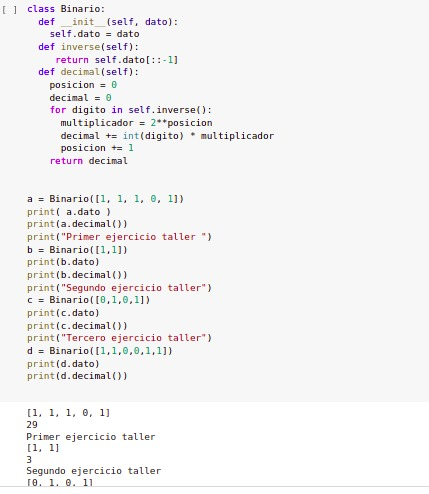 [ ] class Binario:
  def __init__(self, dato):
    self.dato = dato
  def inverse(self):
     return self.dato[::-1]
  def decimal(self):
    posicion = 0
    decimal = 0
    for digito in self.inverse():
      multiplicador = 2**posicion
      decimal += int(digito) * multiplicador
      posicion += 1
    return decimal
a = Binario([1, 1, 1, 0, 1])
print( a.dato )
print(a.decimal())
print("Primer ejercicio taller ")
b = Binario([1,1])
print(b.dato)
print(b.decimal())
print("Segundo ejercicio taller")
c = Binario([0,1,0,1])
print(c.dato)
print(c.decimal())
print("Tercero ejercicio taller")
d = Binario([1,1,0,0,1,1])
print(d.dato)
print(d.decimal())
[1, 1, 1, 0, 1]
29
Primer ejercicio taller
[1, 1]
3
Segundo ejercicio taller
[0, 1, 0, 1]